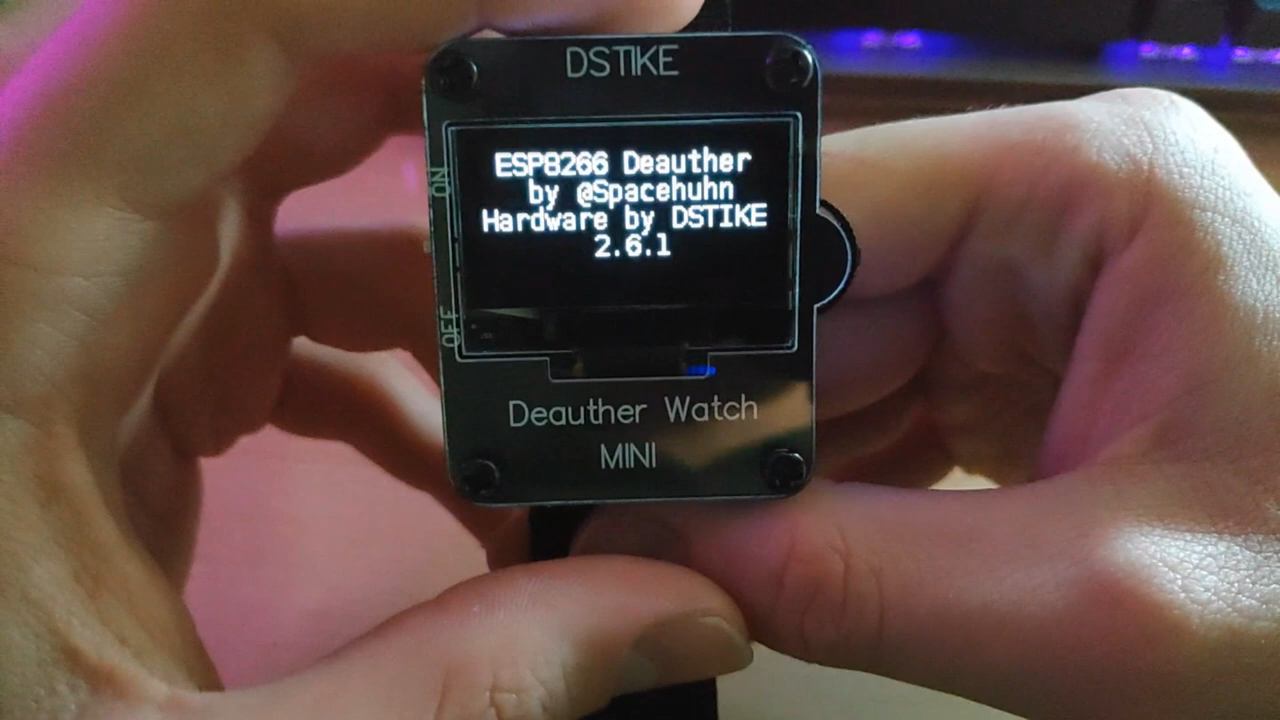 DSTIKE
ESP8266 Deauther
by @Spacehuhn
Hardware by DSTIKE
2.6.1
ON
OFF
Deauther Watch
MINI